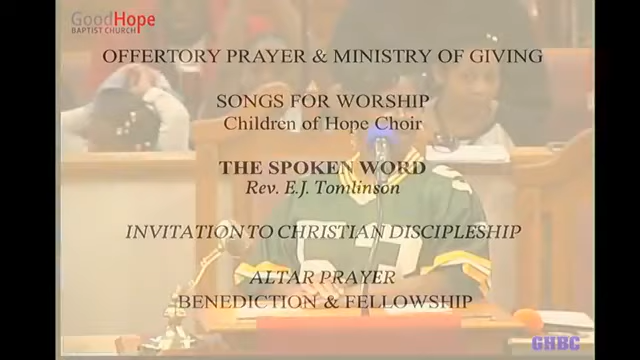 GoodHope
BAPTIST CHURCH
OFFERTORY PRAYER & MINISTRY OF GIVING
SONGS FOR WORSHIP
Children of Hope Choir
THE SPOKEN WORD
Rev. E.J. Tomlinson
INVITATION TO CHRISTIAN DISCIPLESHIP
ALTAR PRAYER
BENEDICTION & FELLOWSHIP
GHBC